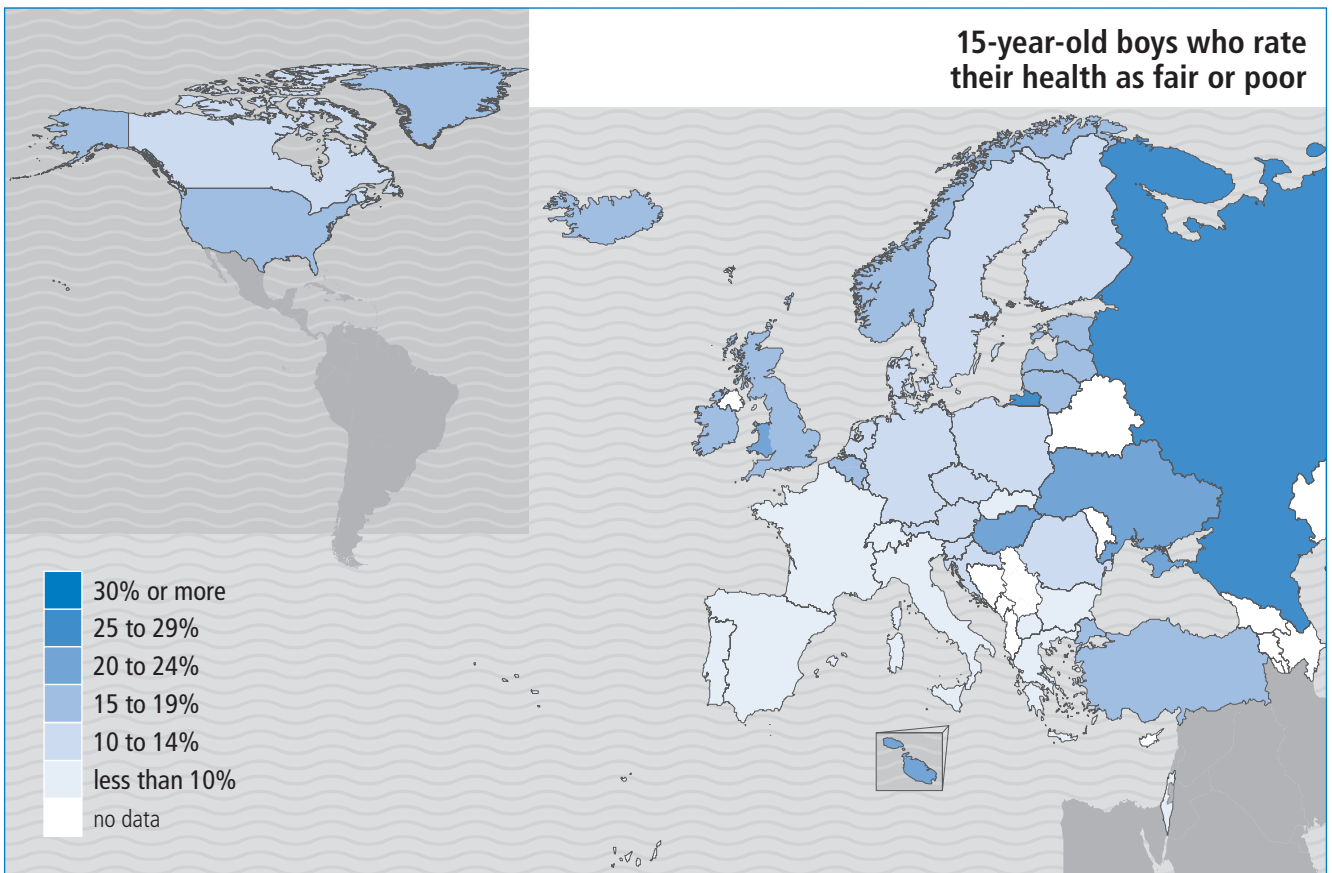 15-year-old boys who rate
their health as fair or poor
30% or more
25 to 29%
20 to 24%
15 to 19%
10 to 14%
less than 10%
no data